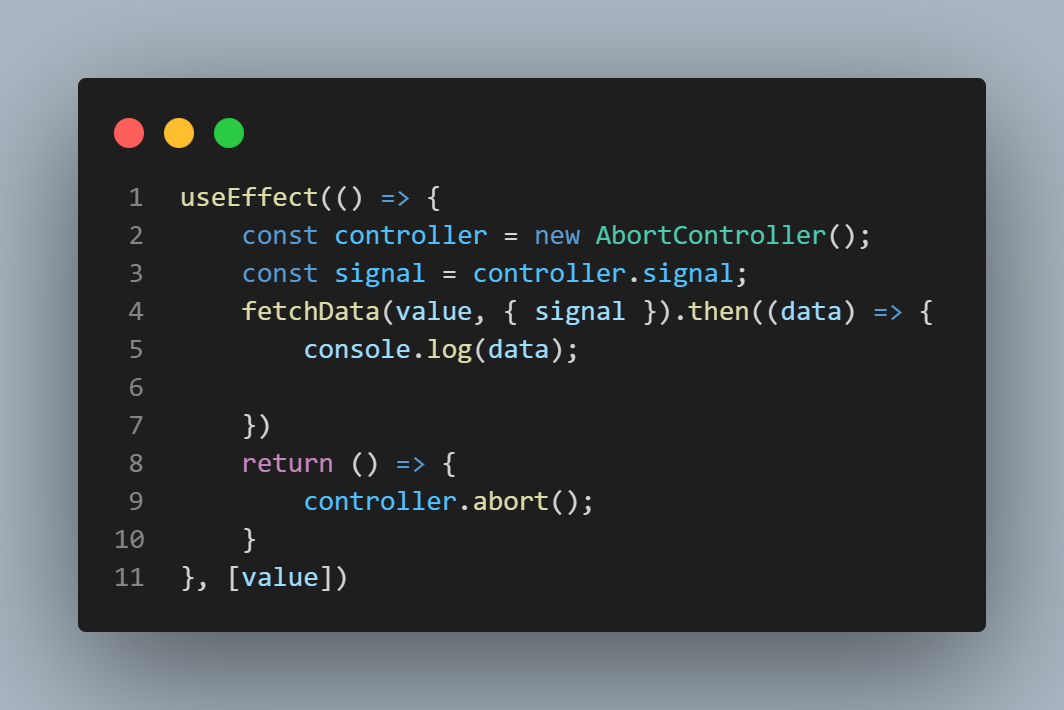 1 useEffect(() => {
2     const controller = new AbortController();
3     const signal = controller.signal;
4     fetchData(value, { signal }).then((data) => {
5         console.log(data);
6
7     })
8     return () => {
9         controller.abort();
10     }
11 }, [value])